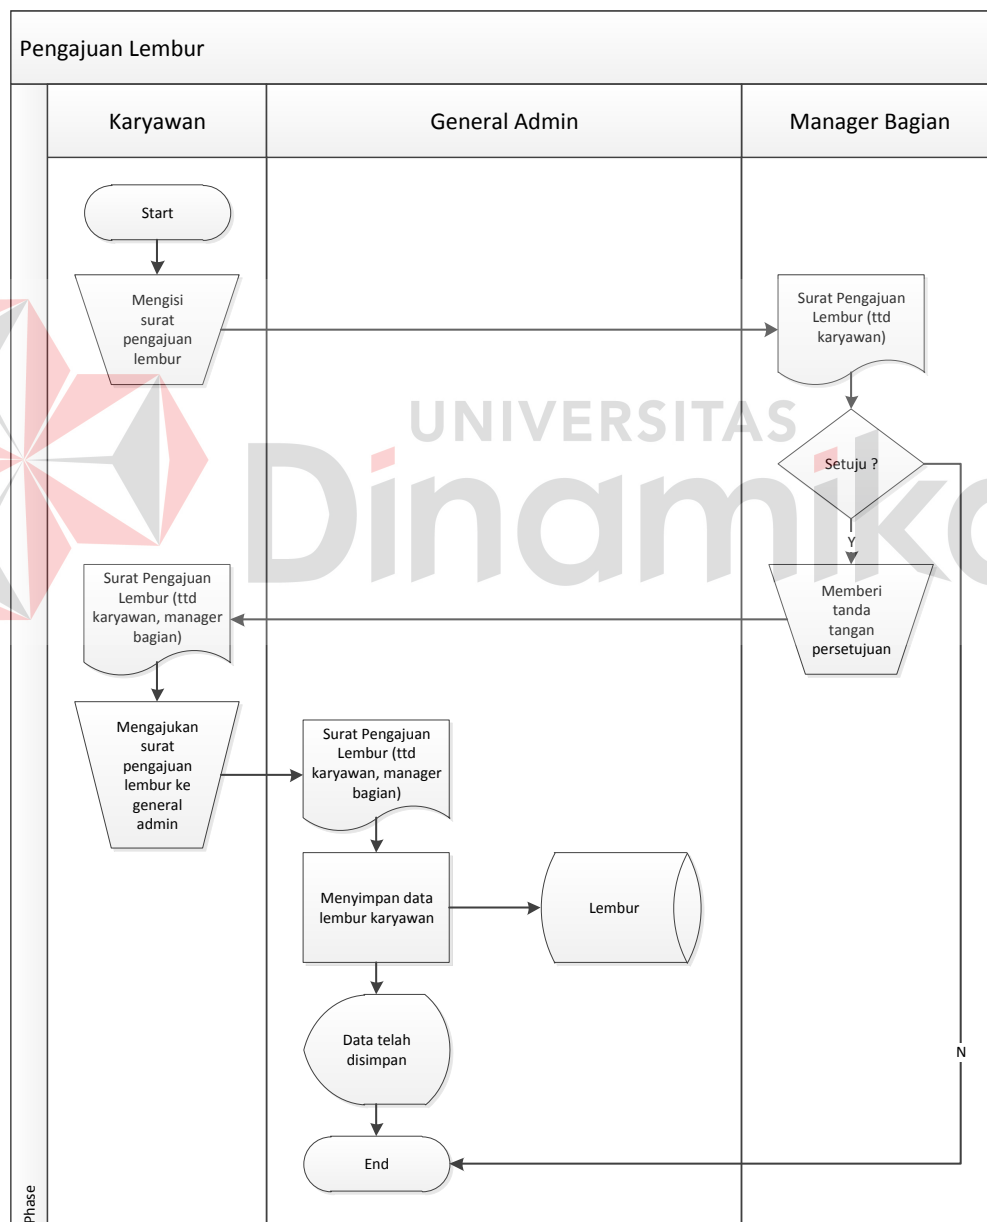 Pengajuan Lembur
Karyawan
General Admin
Manager Bagian
Start
Mengisi
surat
pengajuan
lembur
Surat Pengajuan
Lembur (ttd
karyawan)
UNIVERSITAS
Dinamika
Setuju ?
Y
Memberi
tanda
tangan
persetujuan
Surat Pengajuan
Lembur (ttd
karyawan, manager
bagian)
Mengajukan
surat
pengajuan
lembur ke
general
admin
Surat Pengajuan
Lembur (ttd
karyawan, manager
bagian)
Menyimpan data
lembur karyawan
Lembur
Data telah
disimpan
N
End
Phase